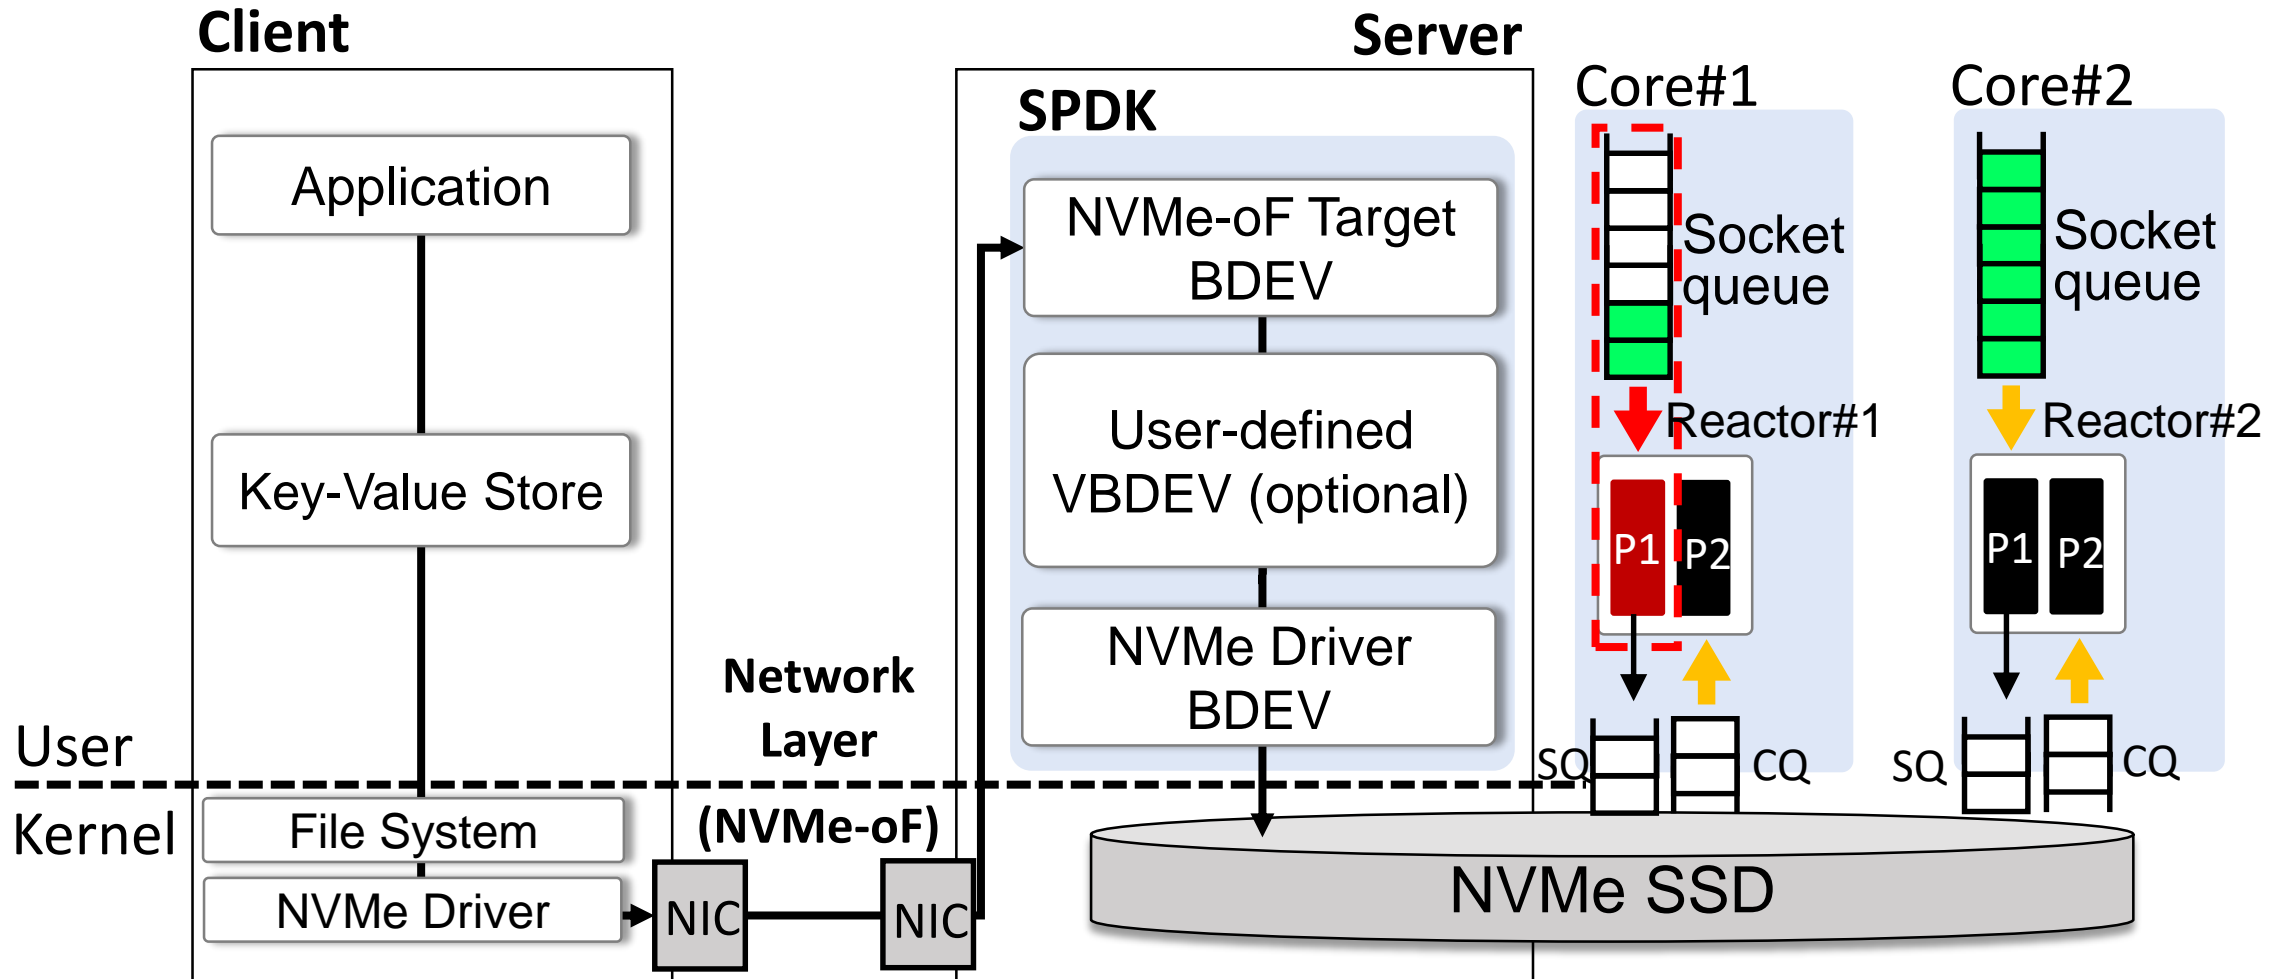 Client
Application
Key-Value Store
User
Kernel
File System
NVMe Driver
NIC
Network
Layer
(NVMe-oF)
NIC
Server
SPDK
NVMe-oF Target
BDEV
User-defined
VBDEV (optional)
NVMe Driver
BDEV
NVMe SSD
Core#1
Socket
queue
Reactor#1
P1
P2
SQ
CQ
Core#2
Socket
queue
Reactor#2
P1
P2
SQ
CQ